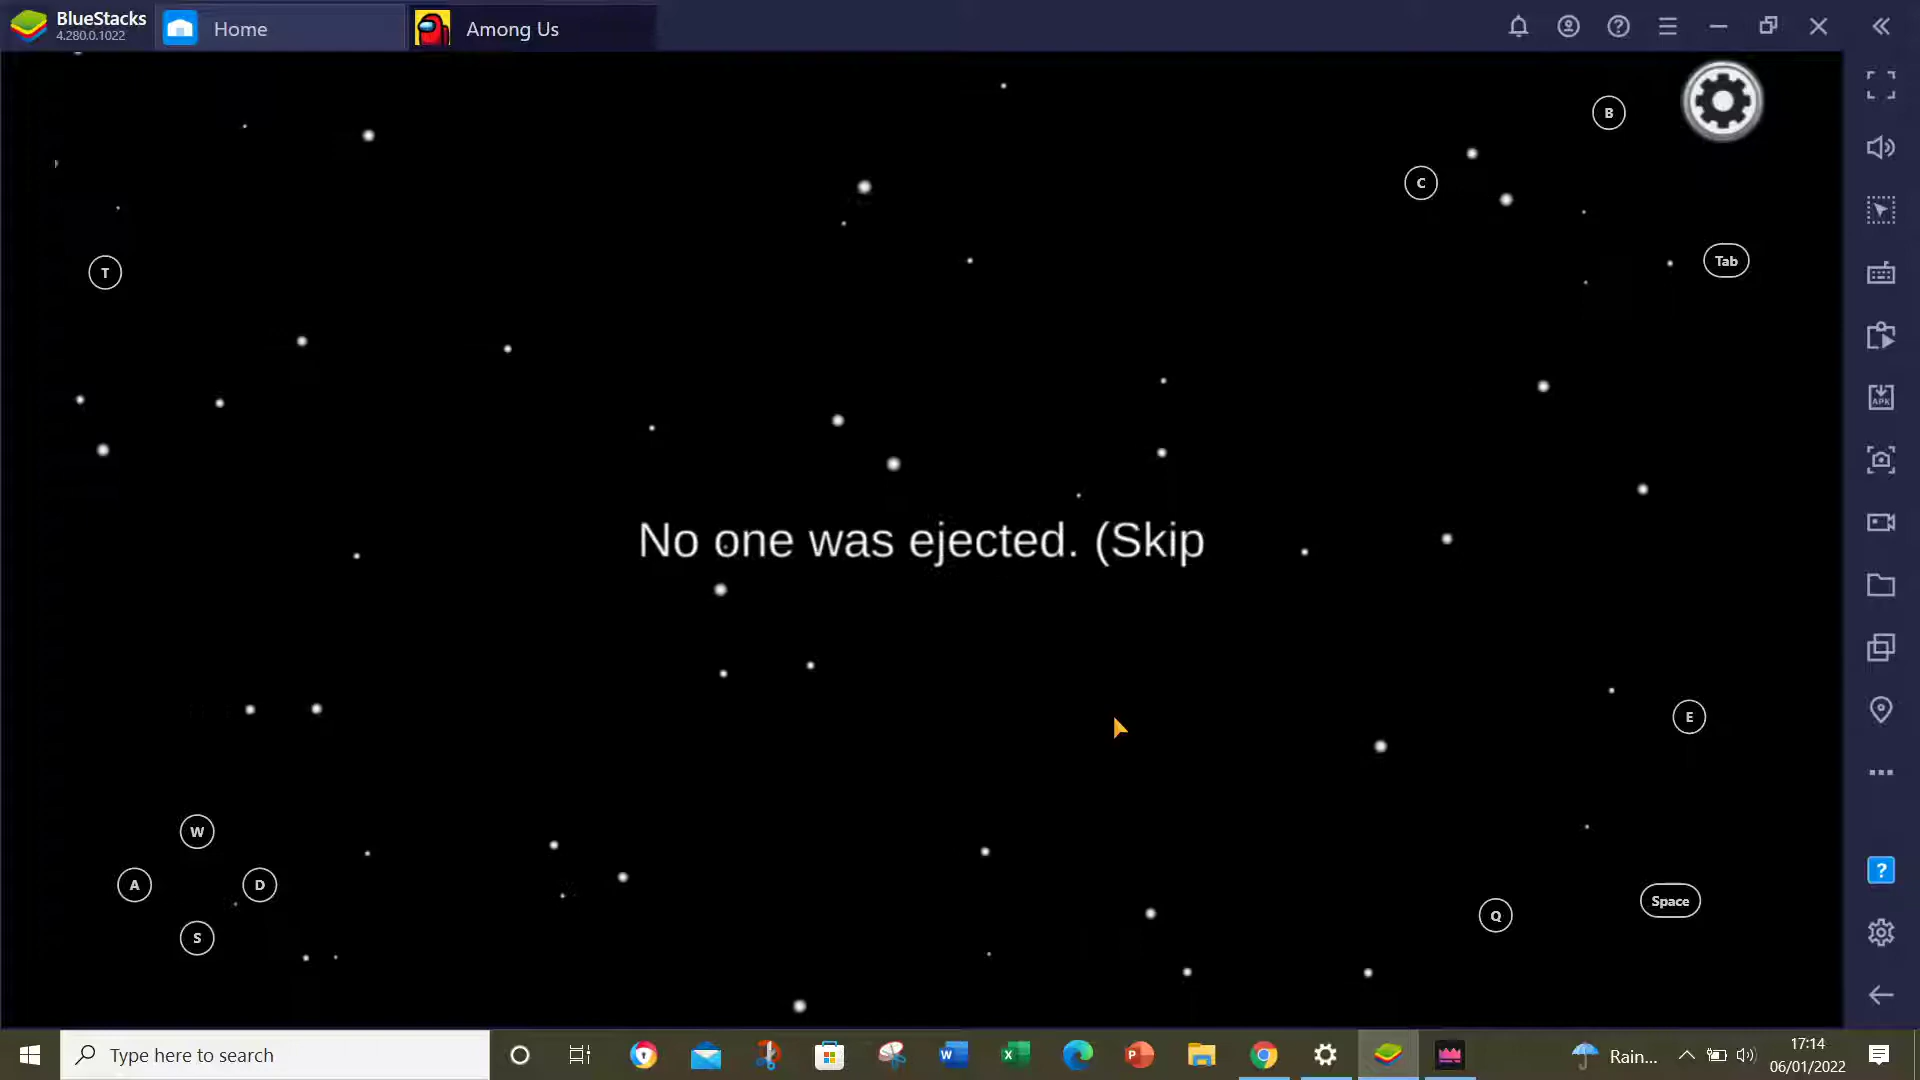 BlueStacks
4.280.0.1022
Home
Among Us
B
C
T
Tab
APK
No one was ejected. (Skip
E
W
A
D
S
Q
Space
?
Type here to search
Rain...
17:14
06/01/2022